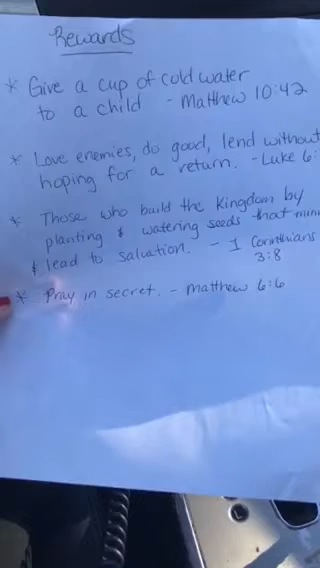 Rewards
* Give a cup of cold water
to a child - Matthew 10:42
* Love enemies, do good, lend without
hoping for a return. - Luke 6:
* Those who build the Kingdom by
planting & watering seeds that
& lead to salvation. - 1 Corinthians
3:8
* Pray in secret. - Matthew 6:6